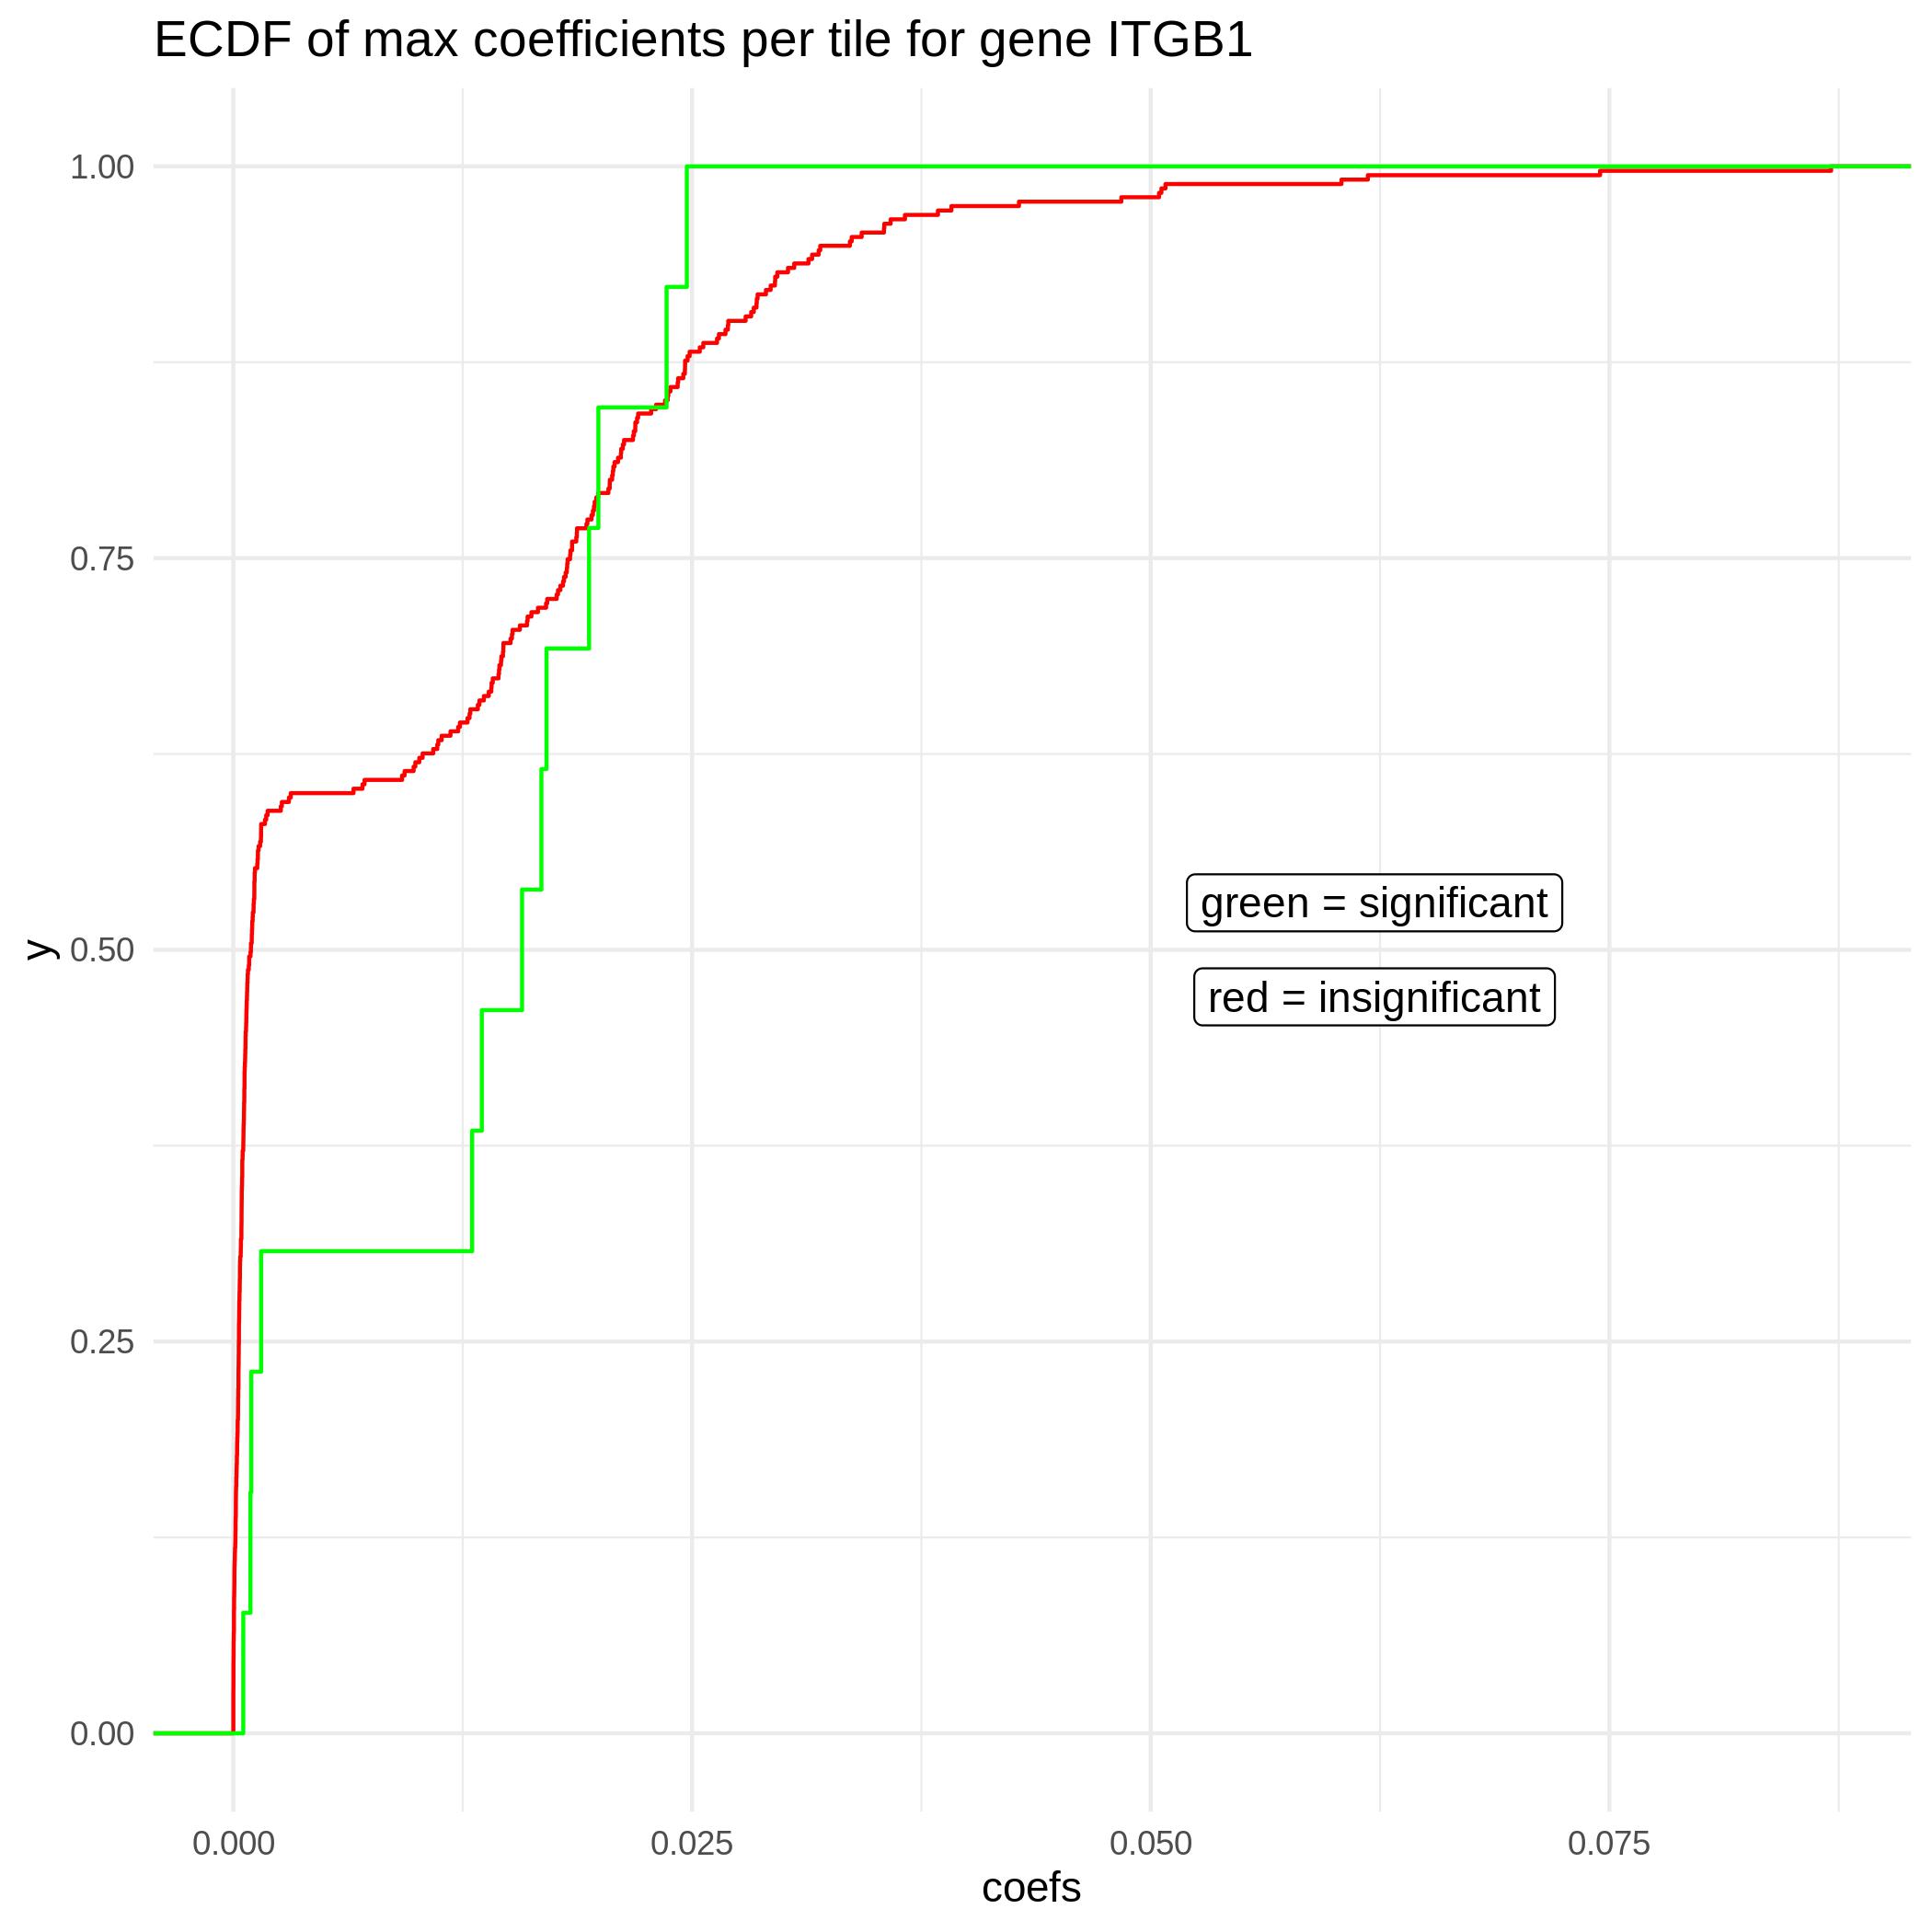 ECDF of max coefficients per tile for gene ITGB1
1.00
0.75
0.50
0.25
0.00
y
green = significant
red = insignificant
0.000 0.025 0.050 0.075
coefs